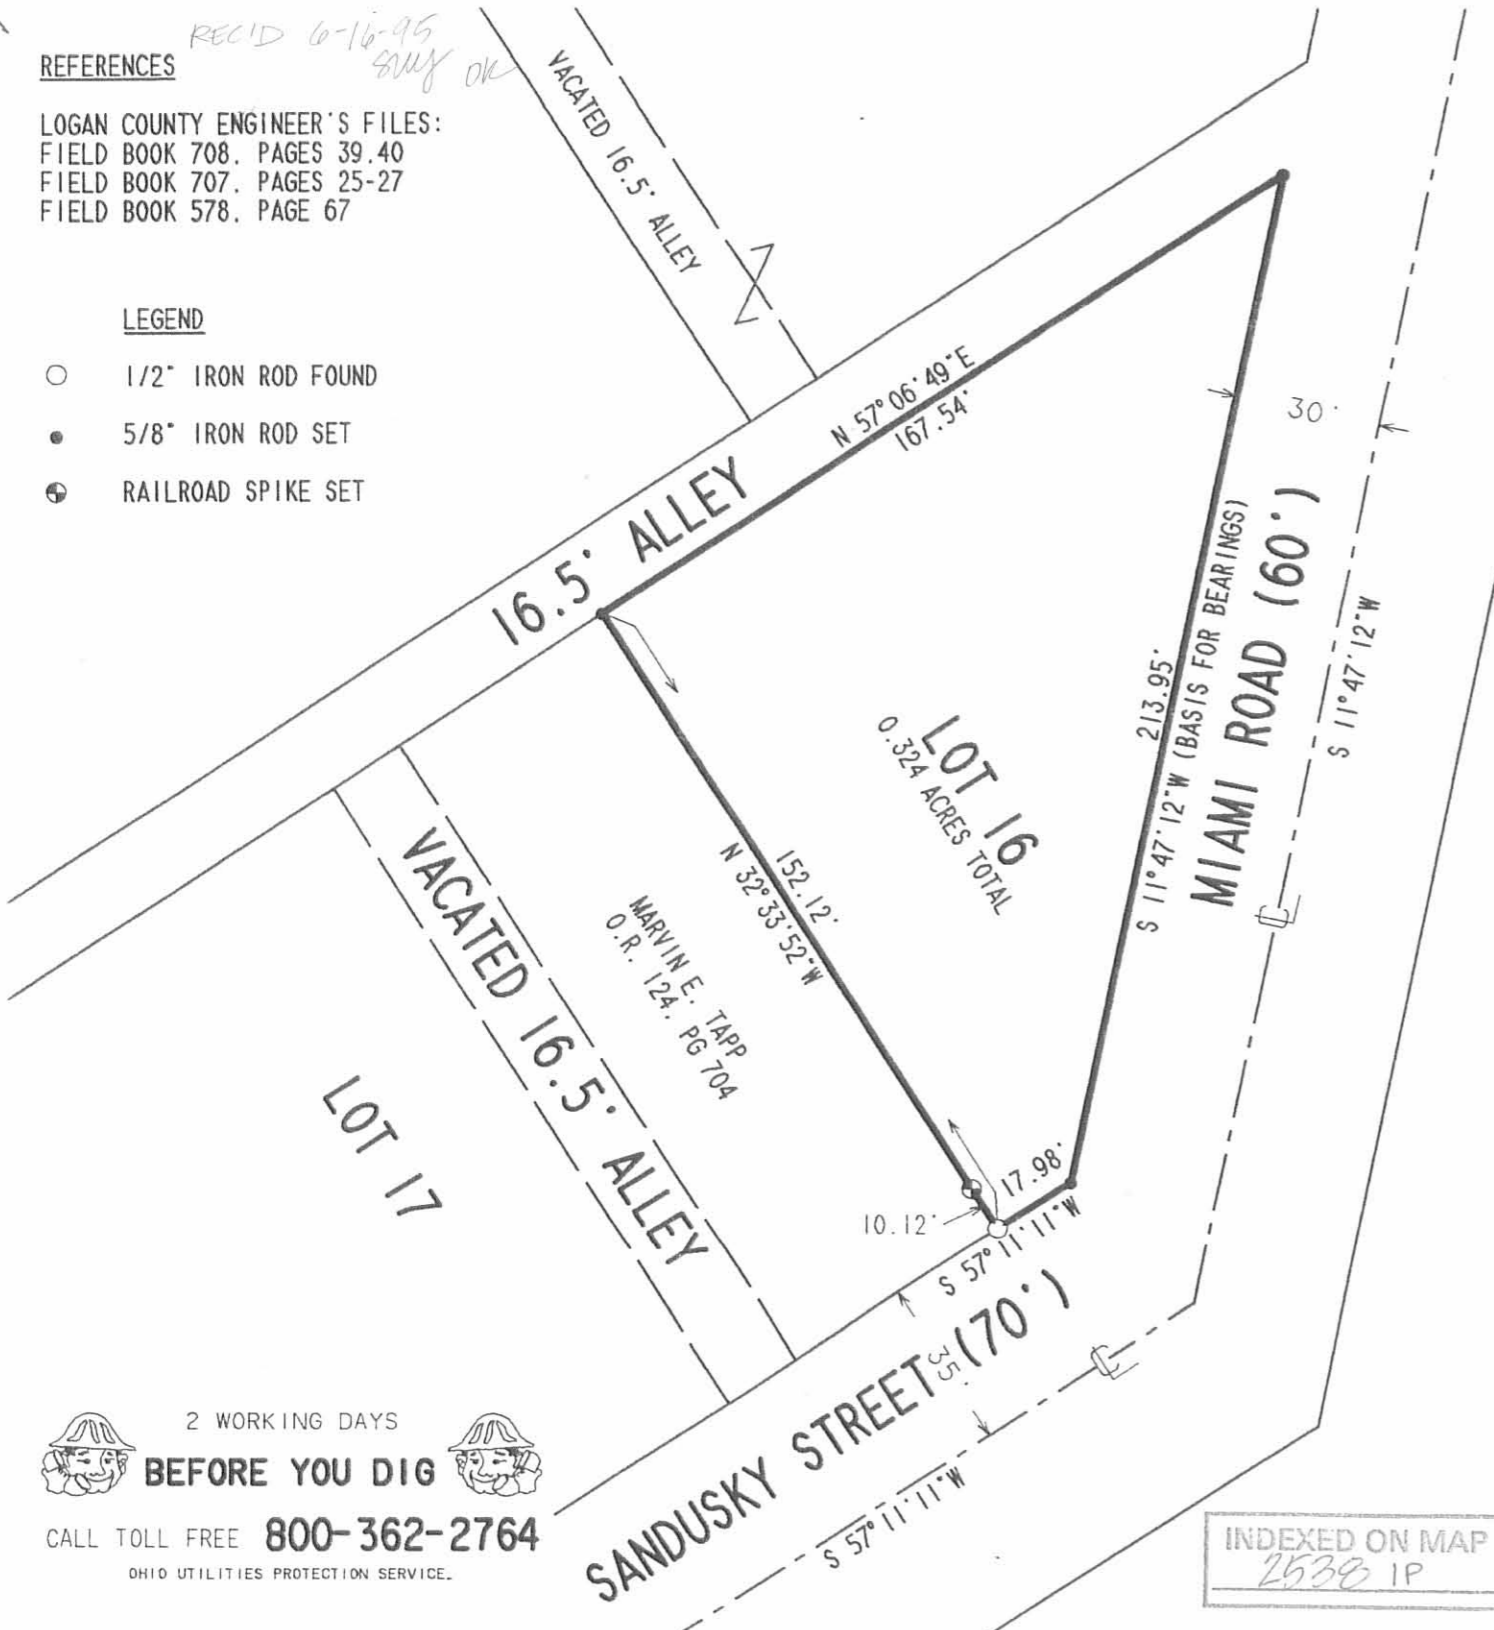 REC'D 6-16-95
OK
REFERENCES
LOGAN COUNTY ENGINEER'S FILES:
FIELD BOOK 708, PAGES 39,40
FIELD BOOK 707, PAGES 25-27
FIELD BOOK 578, PAGE 67
LEGEND
1/2" IRON ROD FOUND
5/8" IRON ROD SET
RAILROAD SPIKE SET
VACATED 16.5' ALLEY
N 57°06'49"E
167.54'
16.5' ALLEY
30'
213.95'
S 11°47'12"W (BASIS FOR BEARINGS)
MIAMI ROAD (60')
S 11°47'12"W
LOT 16
0.324 ACRES TOTAL
152.12'
N 32°33'52"W
MARVIN E. TAPP
O.R. 124, PG 704
VACATED 16.5' ALLEY
LOT 17
17.98'
10.12'
S 57°11'11"W
35'
SANDUSKY STREET (70')
S 57°11'11"W
2 WORKING DAYS
BEFORE YOU DIG
CALL TOLL FREE 800-362-2764
OHIO UTILITIES PROTECTION SERVICE.
INDEXED ON MAP
2538 IP